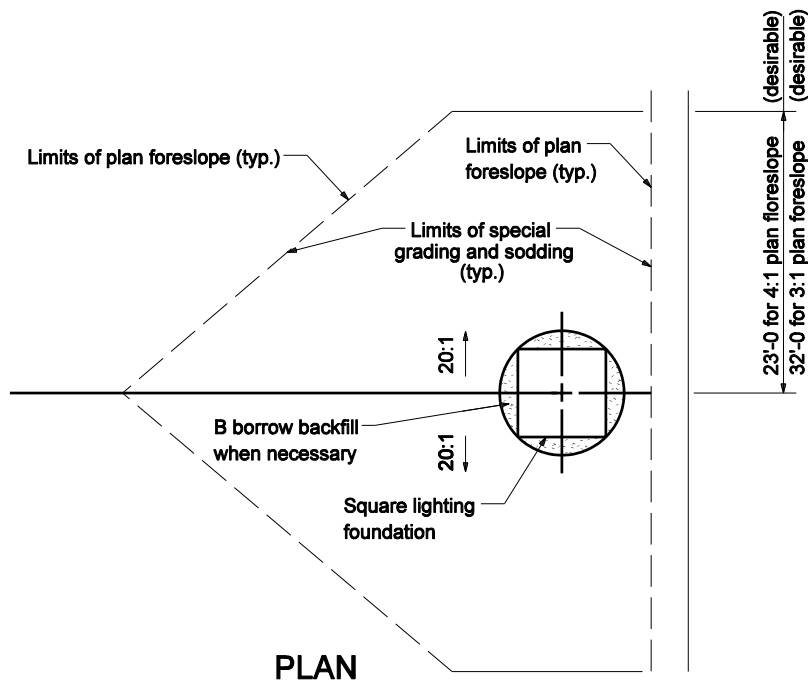 (desirable)
(desirable)
23'-0 for 4:1 plan floreslope
32'-0 for 3:1 plan foreslope
Limits of plan foreslope (typ.)
Limits of plan
foreslope (typ.)
Limits of special
grading and sodding
(typ.)
20:1
B borrow backfill
when necessary
20:1
Square lighting
foundation
PLAN